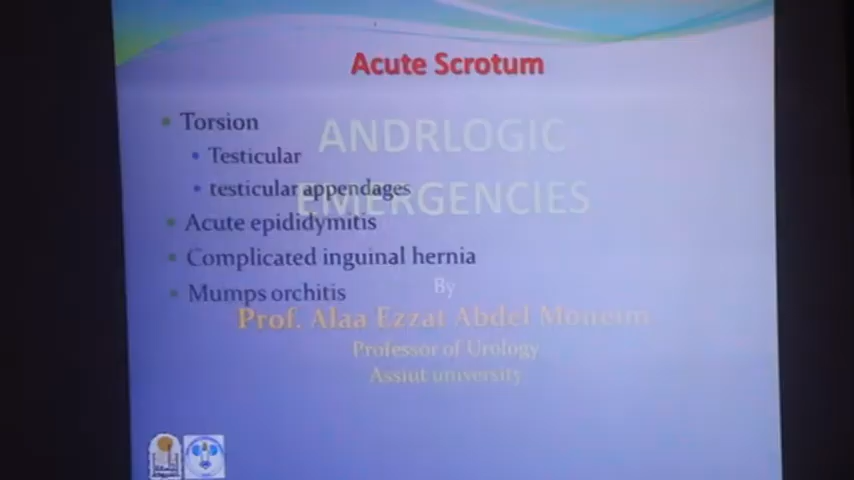 Acute Scrotum
Torsion
ANDRLOGIC
Testicular
testicular appendages
EMERGENCIES
Acute epididymitis
Complicated inguinal hernia
Mumps orchitis
By
Prof. Alaa Ezzat Abdel Moneim
Professor of Urology
Assiut university